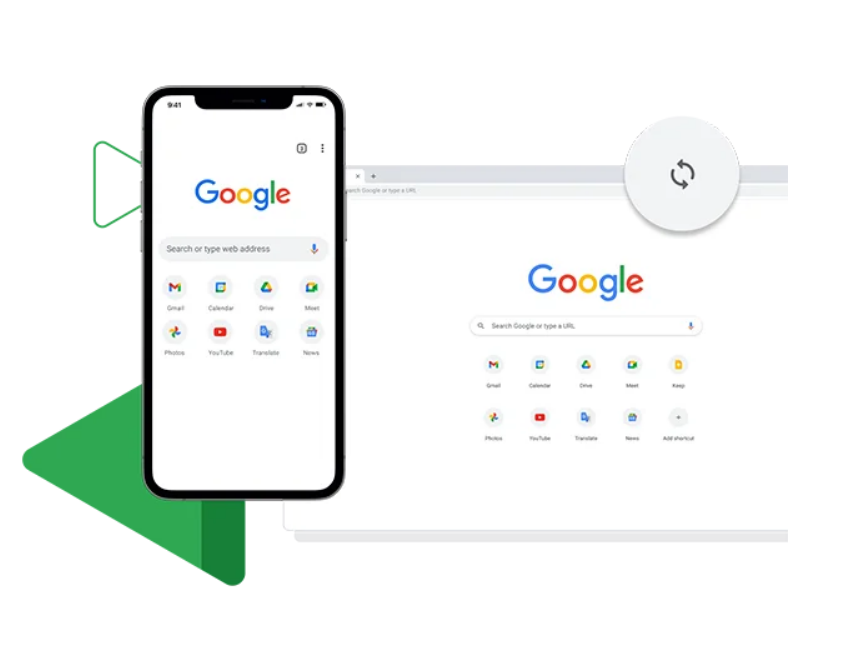 9:41
3
Google
Search or type web address
Gmail Calendar Drive Meet
Photos YouTube Translate News
Search Google or type a URL
Google
Search Google or type a URL
Gmail Calendar Drive Meet Keep
Photos YouTube Translate News Add shortcut